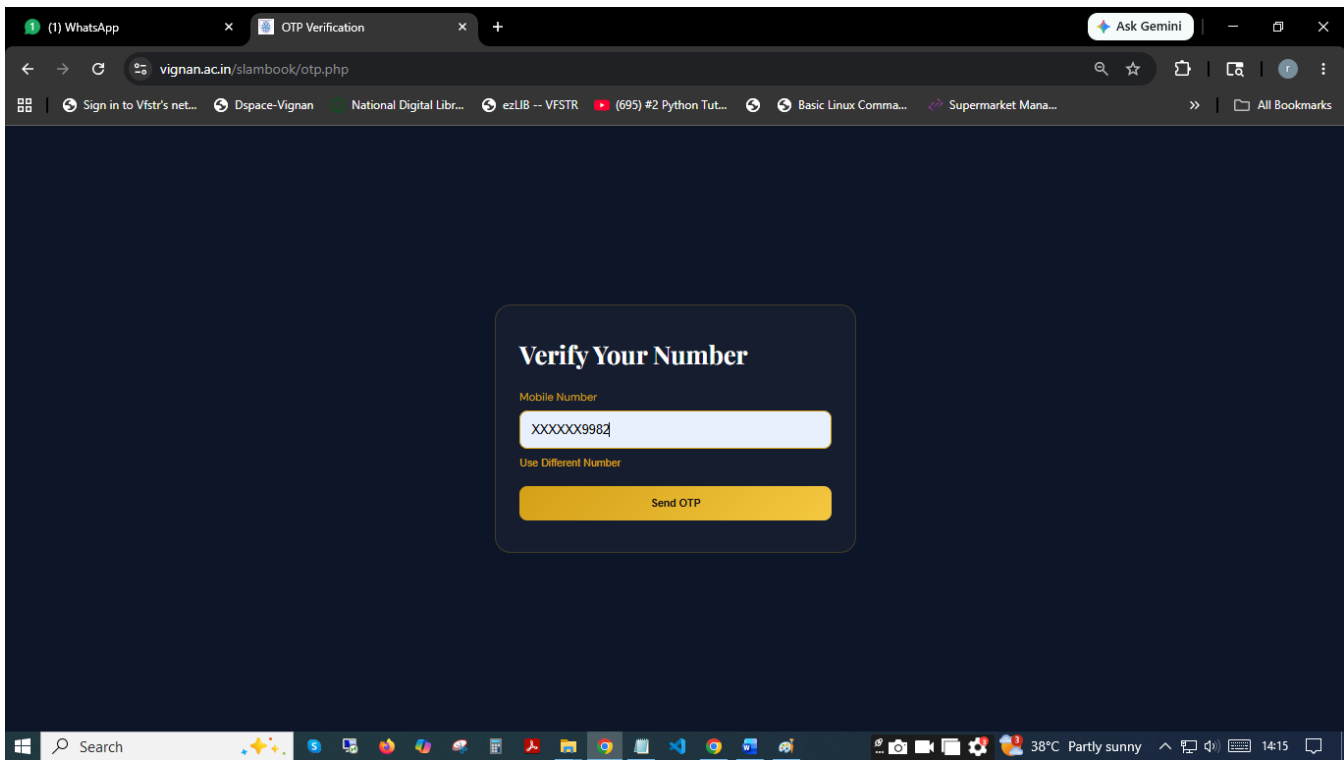 (1) WhatsApp
OTP Verification
Ask Gemini
vignan.ac.in/slambook/otp.php
Sign in to Vfstr's net...
Dspace-Vignan
National Digital Libr...
ezLIB -- VFSTR
(695) #2 Python Tut...
Basic Linux Comma...
Supermarket Mana...
»
All Bookmarks
Verify Your Number
Mobile Number
XXXXXX9982
Use Different Number
Send OTP
Search
38°C Partly sunny
14:15